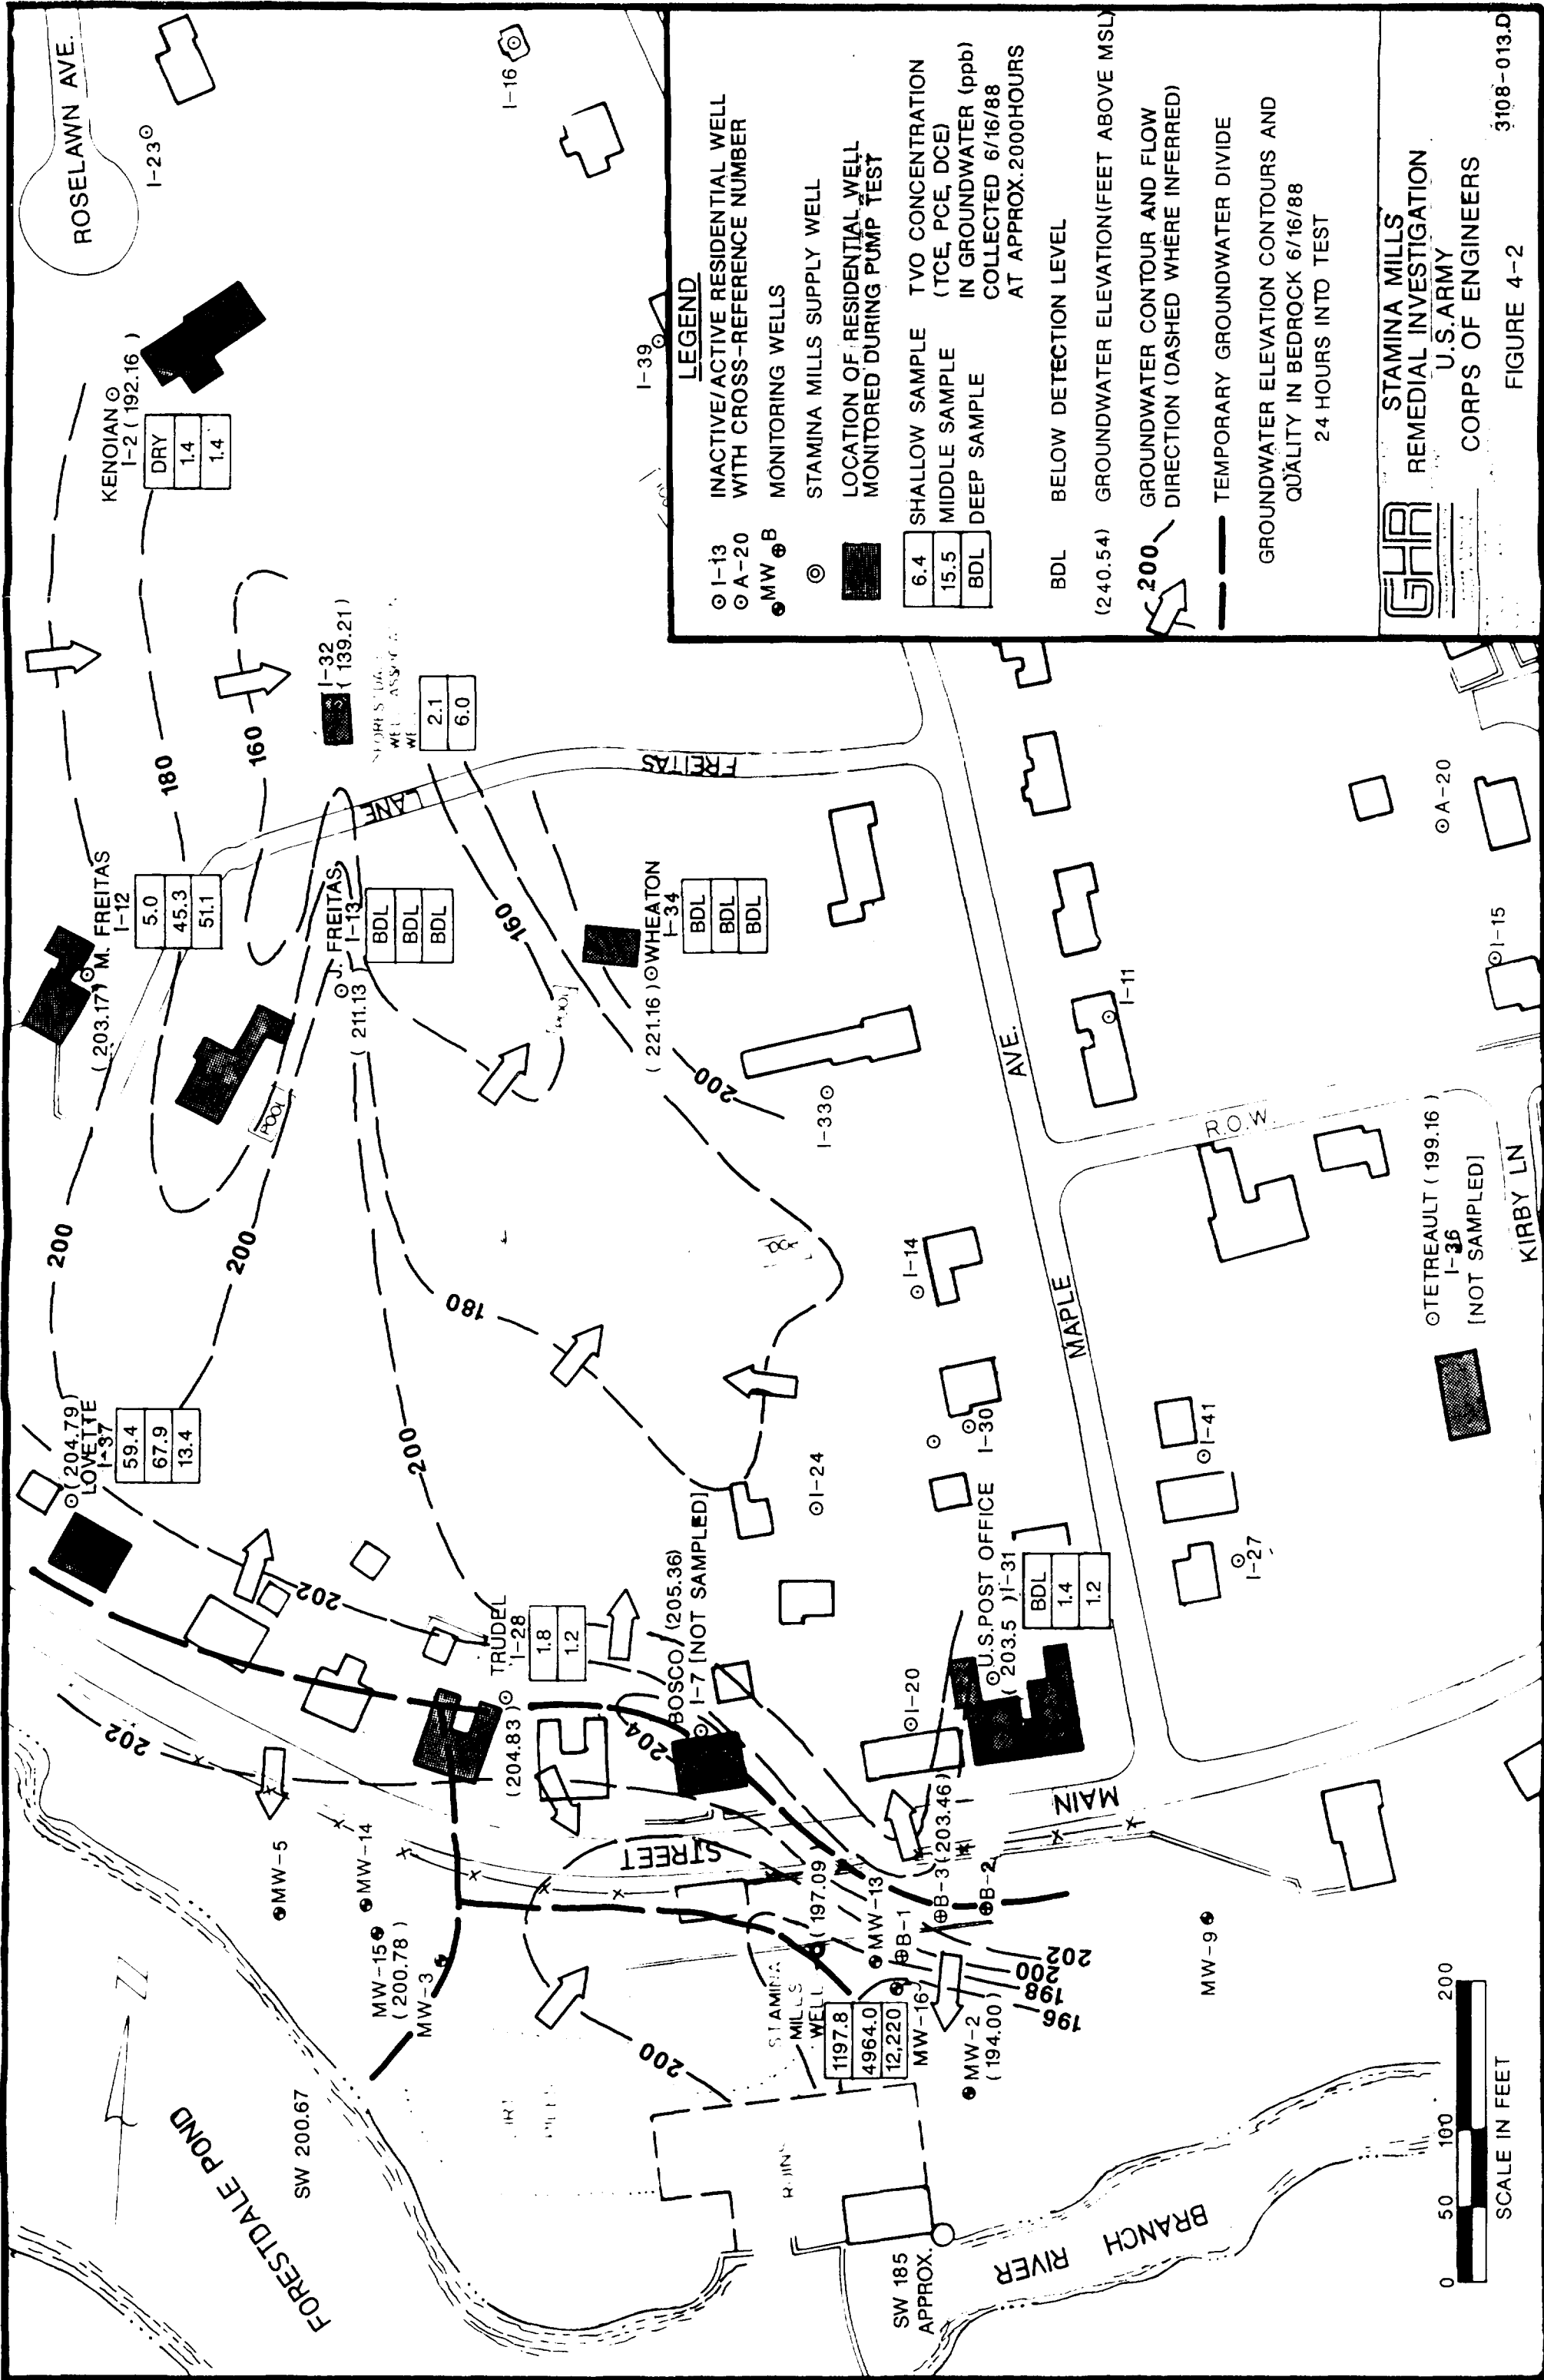 ROSELAWN AVE.
I-23
I-16
KENOIAN
I-2 ( 192.16 )
DRY
1.4
1.4
I-39
200
180
160
I-32
( 139.21)
2.1
6.0
FREITAS
LANE
(203.17) M. FREITAS
I-12
5.0
45.3
51.1
J. FREITAS
I-13
( 211.13
BDL
BDL
BDL
160
(221.16) WHEATON
I-34
BDL
BDL
BDL
POOL
200
200
I-33
180
I-14
200
(204.79)
LOVETTE
I-37
59.4
67.9
13.4
202
202
TRUDEL
I-28
1.8
1.2
(204.83)
BOSCO (205.36)
I-7 [NOT SAMPLED]
204
I-24
I-30
U.S.POST OFFICE
( 203.5 ) I-31
BDL
1.4
1.2
I-20
MAPLE
AVE.
R.O.W.
I-11
I-15
A-20
I-41
I-27
TETREAULT ( 199.16 )
I-36
[NOT SAMPLED]
KIRBY LN
MAIN
STREET
MW-5
MW-14
MW-15
( 200.78 )
MW-3
STAMINA
MILLS
WELL
( 197.09 )
1197.8
4964.0
12,220
MW-13
B-1
B-3 (203.46)
B-2
MW-16
MW-2
( 194.00 )
MW-9
200
202
200
198
196
FORESTDALE POND
SW 200.67
RUINS
SW 185
APPROX.
BRANCH
RIVER
0 50 100 200
SCALE IN FEET
LEGEND
I-13 INACTIVE/ACTIVE RESIDENTIAL WELL
A-20 WITH CROSS-REFERENCE NUMBER
MW B MONITORING WELLS
STAMINA MILLS SUPPLY WELL
LOCATION OF RESIDENTIAL WELL
MONITORED DURING PUMP TEST
6.4 SHALLOW SAMPLE TVO CONCENTRATION
15.5 MIDDLE SAMPLE (TCE, PCE, DCE)
BDL DEEP SAMPLE IN GROUNDWATER (ppb)
COLLECTED 6/16/88
AT APPROX.2000HOURS
BDL BELOW DETECTION LEVEL
(240.54) GROUNDWATER ELEVATION(FEET ABOVE MSL)
200 GROUNDWATER CONTOUR AND FLOW
DIRECTION (DASHED WHERE INFERRED)
TEMPORARY GROUNDWATER DIVIDE
GROUNDWATER ELEVATION CONTOURS AND
QUALITY IN BEDROCK 6/16/88
24 HOURS INTO TEST
GHR
STAMINA MILLS
REMEDIAL INVESTIGATION
U.S.ARMY
CORPS OF ENGINEERS
FIGURE 4-2
3108-013.D